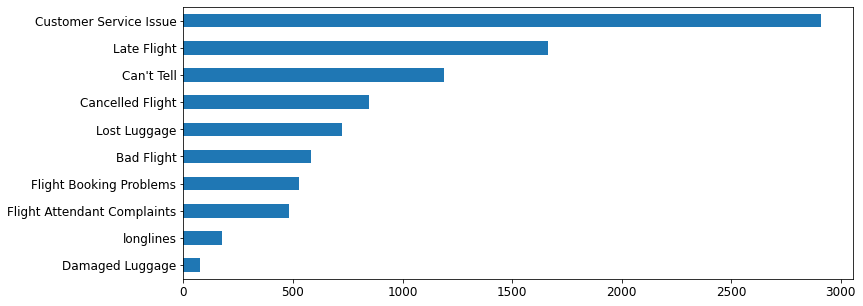 Customer Service Issue
Late Flight
Can't Tell
Cancelled Flight
Lost Luggage
Bad Flight
Flight Booking Problems
Flight Attendant Complaints
longlines
Damaged Luggage
0 500 1000 1500 2000 2500 3000